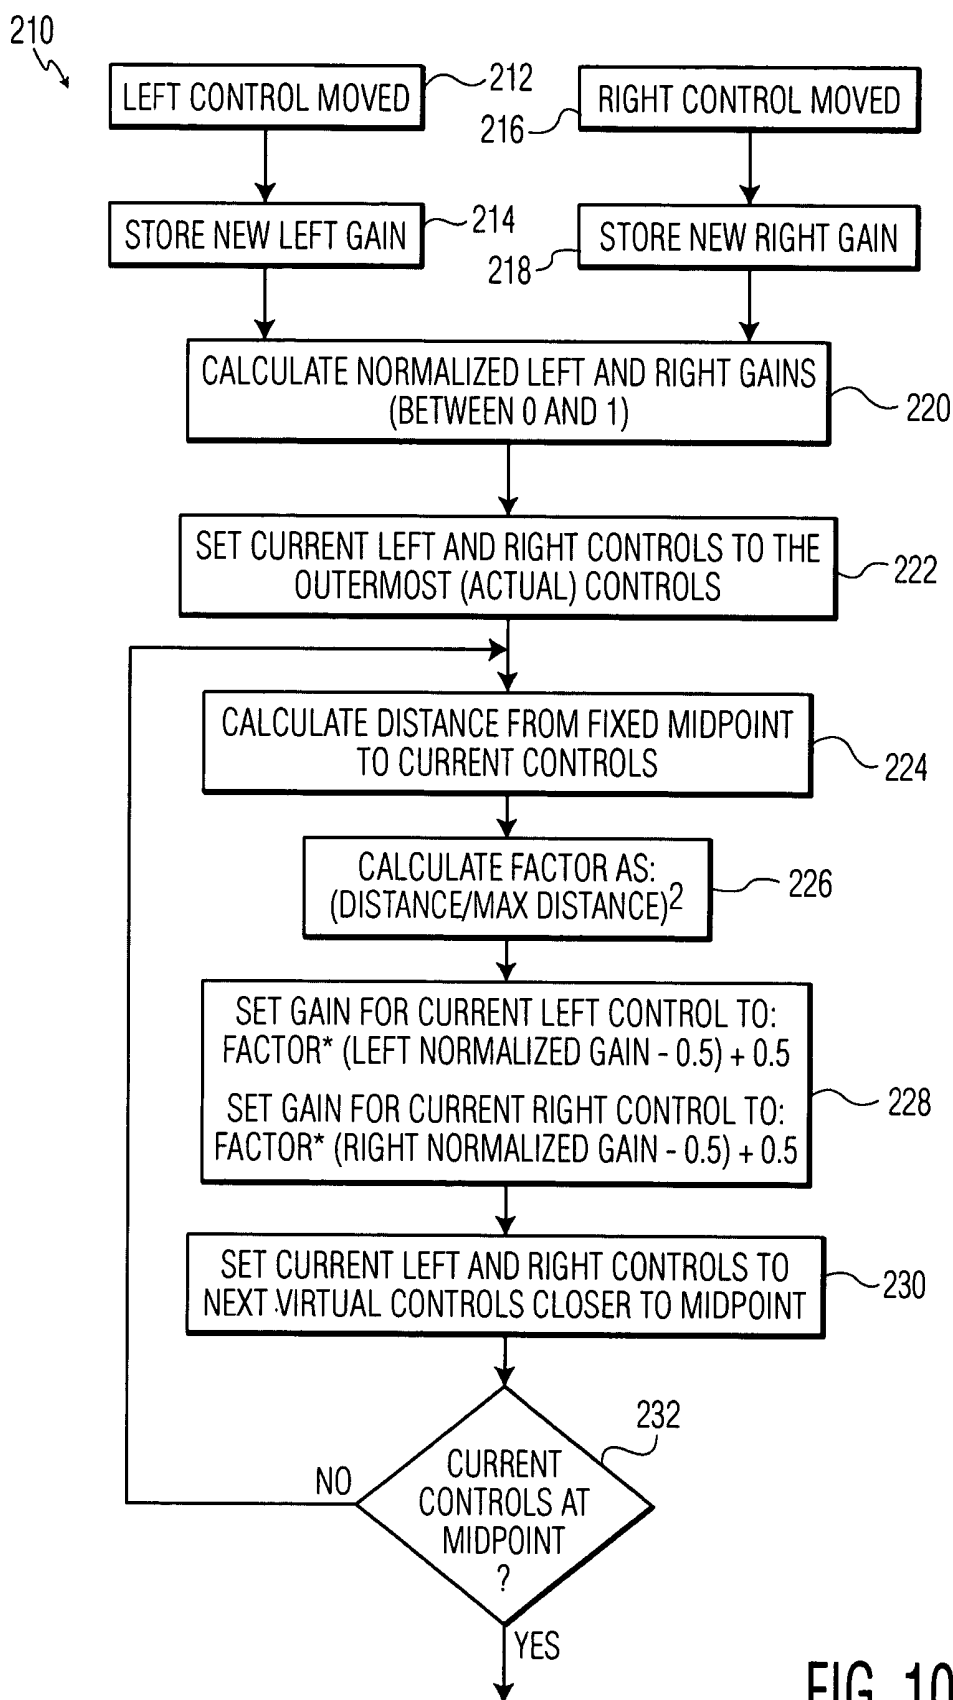 210
LEFT CONTROL MOVED
212
RIGHT CONTROL MOVED
216
STORE NEW LEFT GAIN
214
STORE NEW RIGHT GAIN
218
CALCULATE NORMALIZED LEFT AND RIGHT GAINS
(BETWEEN 0 AND 1)
220
SET CURRENT LEFT AND RIGHT CONTROLS TO THE
OUTERMOST (ACTUAL) CONTROLS
222
CALCULATE DISTANCE FROM FIXED MIDPOINT
TO CURRENT CONTROLS
224
CALCULATE FACTOR AS:
(DISTANCE/MAX DISTANCE)2
226
SET GAIN FOR CURRENT LEFT CONTROL TO:
FACTOR* (LEFT NORMALIZED GAIN - 0.5) + 0.5
SET GAIN FOR CURRENT RIGHT CONTROL TO:
FACTOR* (RIGHT NORMALIZED GAIN - 0.5) + 0.5
228
SET CURRENT LEFT AND RIGHT CONTROLS TO
NEXT VIRTUAL CONTROLS CLOSER TO MIDPOINT
230
232
CURRENT
CONTROLS AT
MIDPOINT
?
NO
YES
FIG. 10